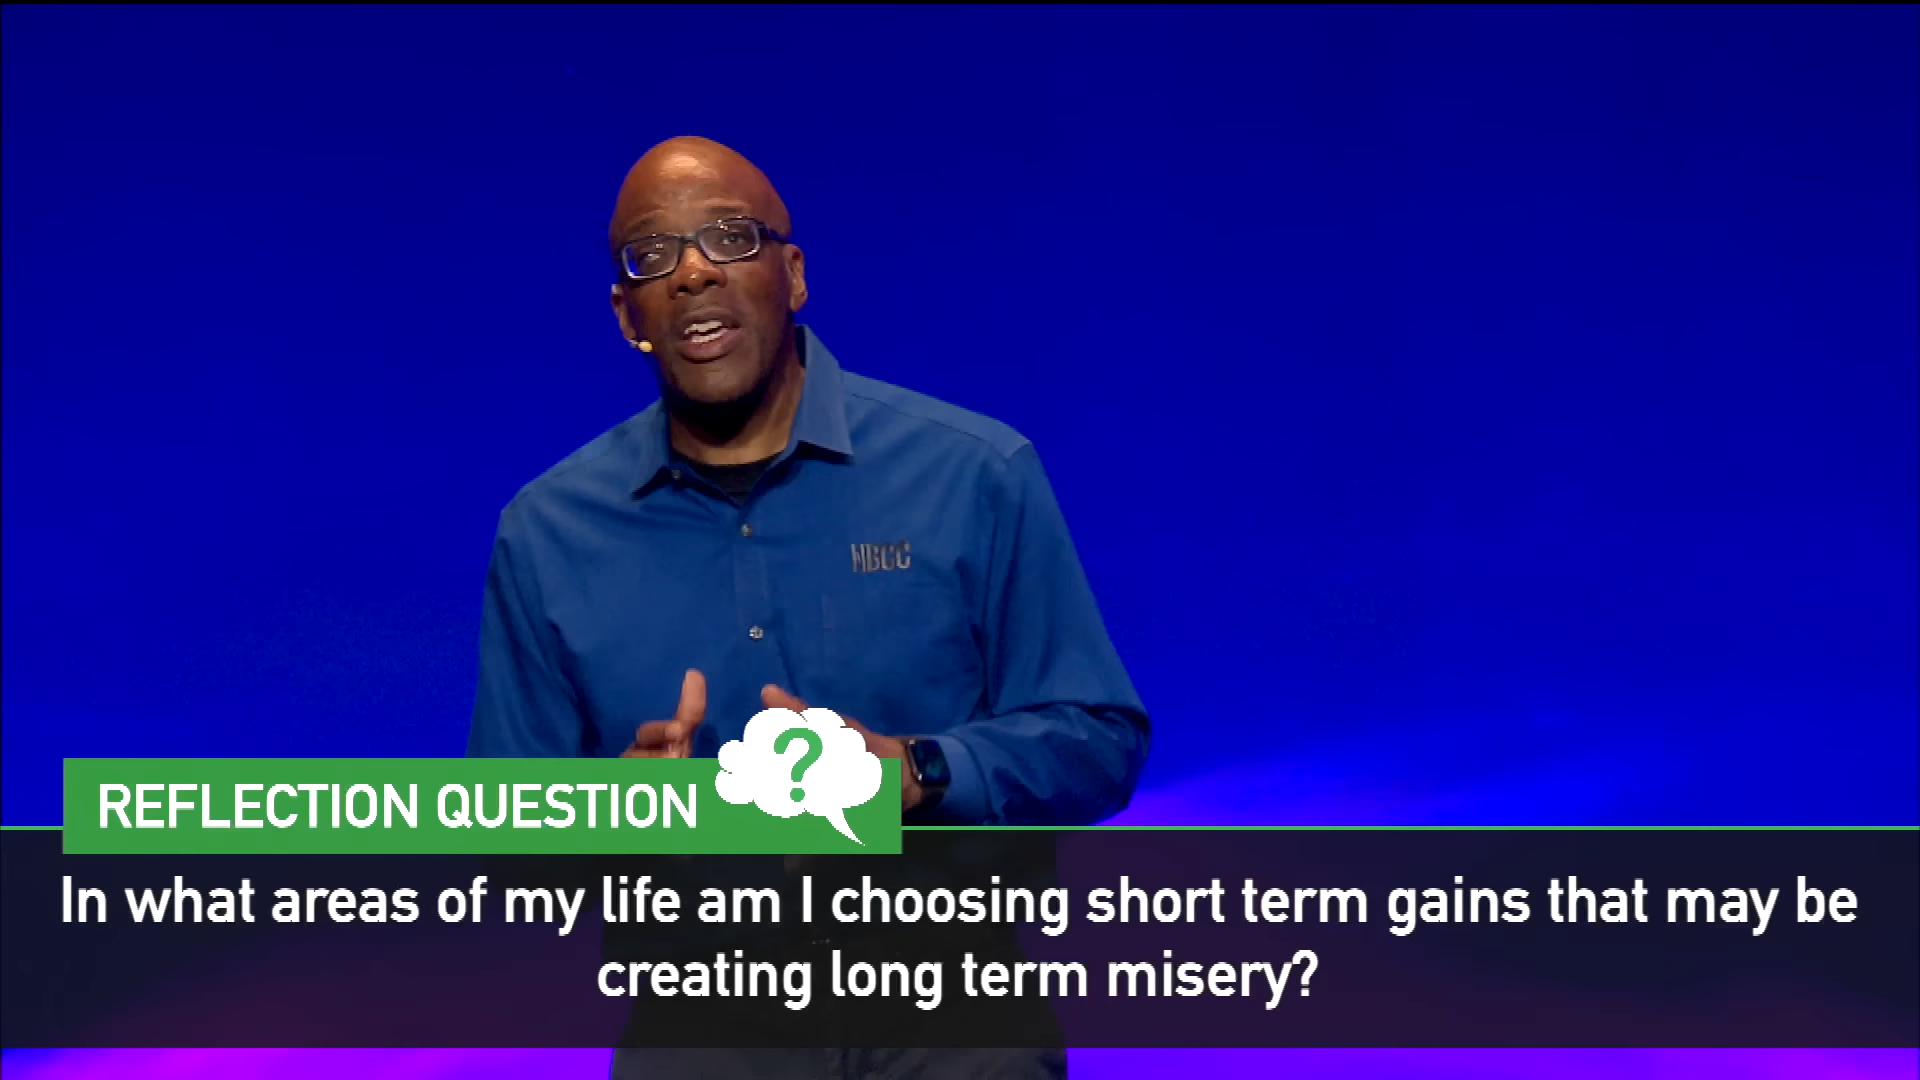 NBCC
REFLECTION QUESTION
?
In what areas of my life am I choosing short term gains that may be
creating long term misery?